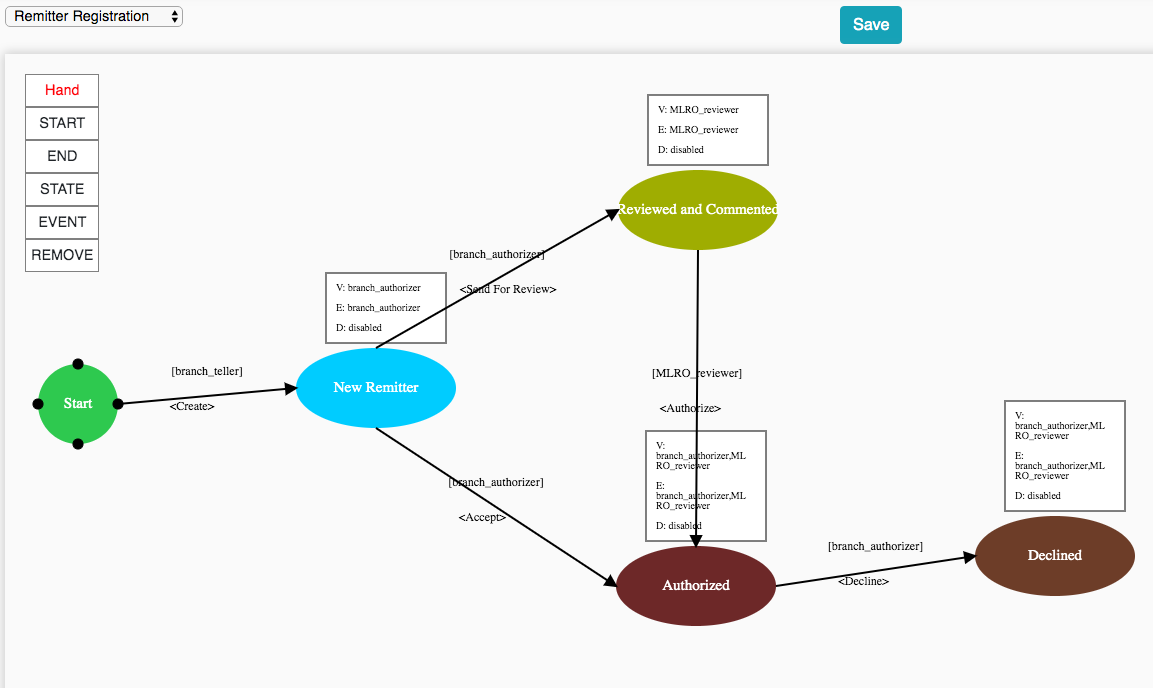 Remitter Registration
Save
Hand
START
END
STATE
EVENT
REMOVE
V: MLRO_reviewer
E: MLRO_reviewer
D: disabled
Reviewed and Commented
[branch_authorizer]
<Send For Review>
V: branch_authorizer
E: branch_authorizer
D: disabled
[branch_teller]
<Create>
Start
New Remitter
[MLRO_reviewer]
<Authorize>
V:
branch_authorizer,ML
RO_reviewer
E:
branch_authorizer,ML
RO_reviewer
D: disabled
[branch_authorizer]
<Accept>
Authorized
V:
branch_authorizer,ML
RO_reviewer
E:
branch_authorizer,ML
RO_reviewer
D: disabled
[branch_authorizer]
<Decline>
Declined